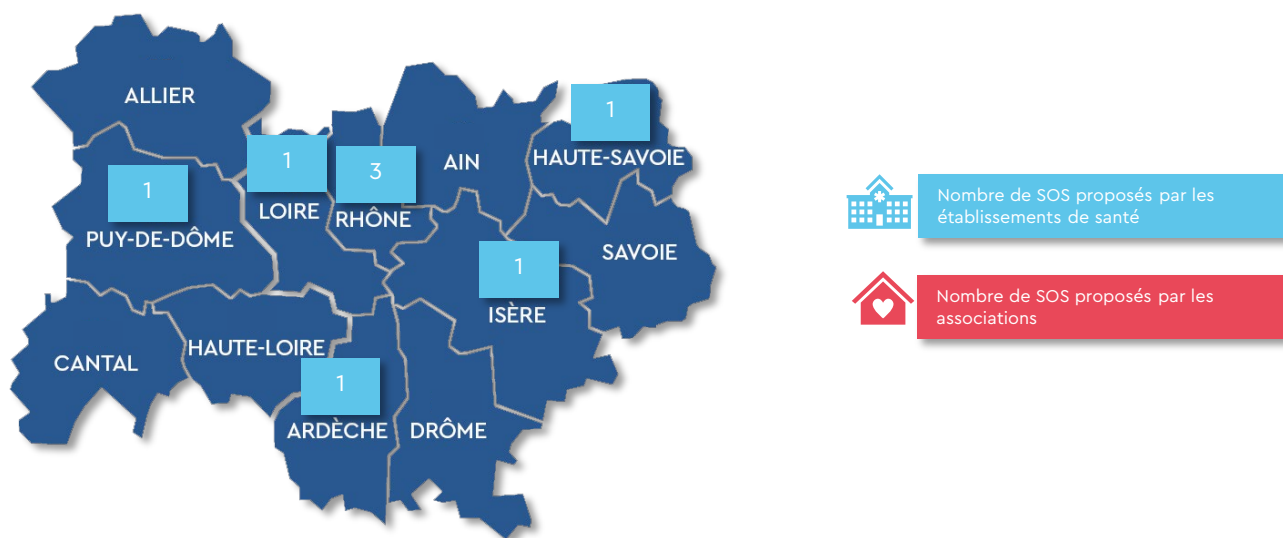 ALLIER
1
HAUTE-SAVOIE
1
LOIRE
3
RHÔNE
AIN
1
PUY-DE-DÔME
SAVOIE
1
ISÈRE
CANTAL
HAUTE-LOIRE
1
ARDÈCHE
DRÔME
Nombre de SOS proposés par les
établissements de santé
Nombre de SOS proposés par les
associations